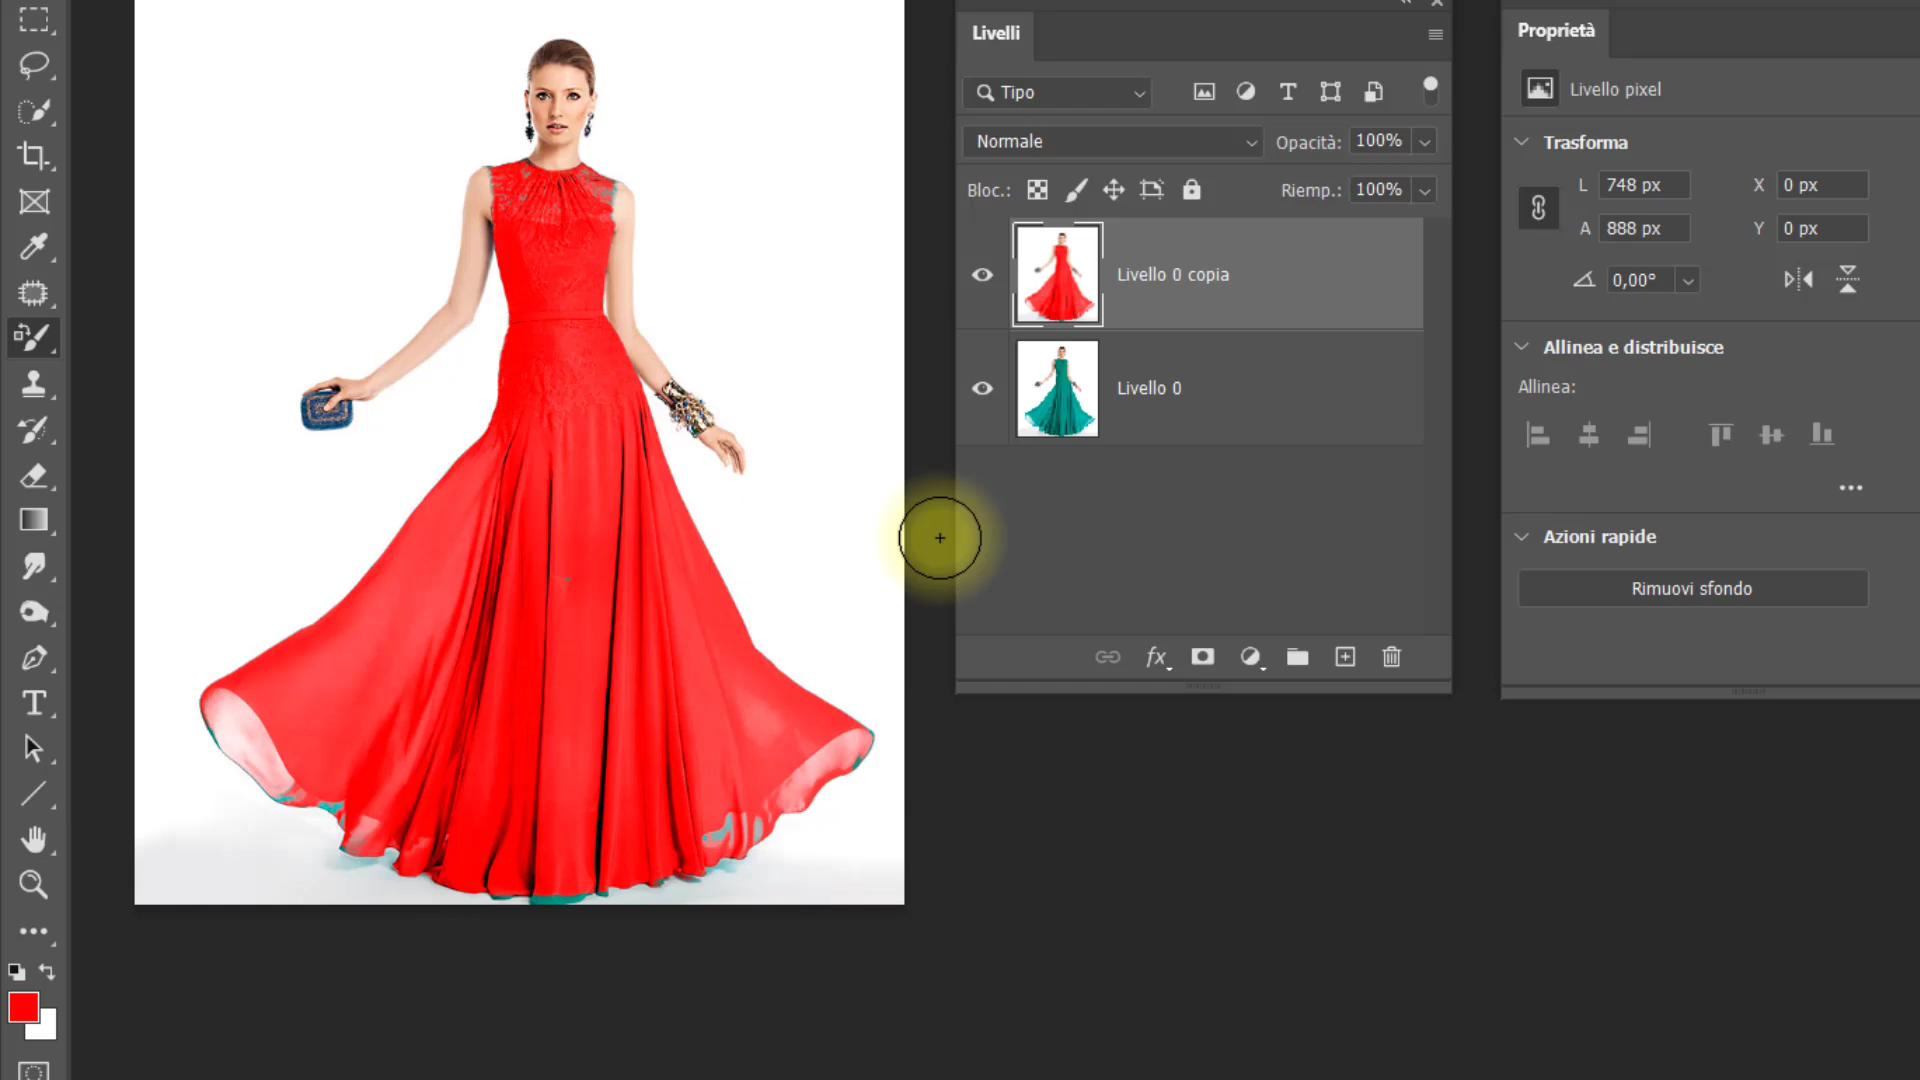 Livelli
Tipo
Normale
Opacità: 100%
Bloc.:
Riemp.: 100%
Livello 0 copia
Livello 0
fx
Proprietà
Livello pixel
Trasforma
L 748 px X 0 px
A 888 px Y 0 px
0,00°
Allinea e distribuisce
Allinea:
Azioni rapide
Rimuovi sfondo